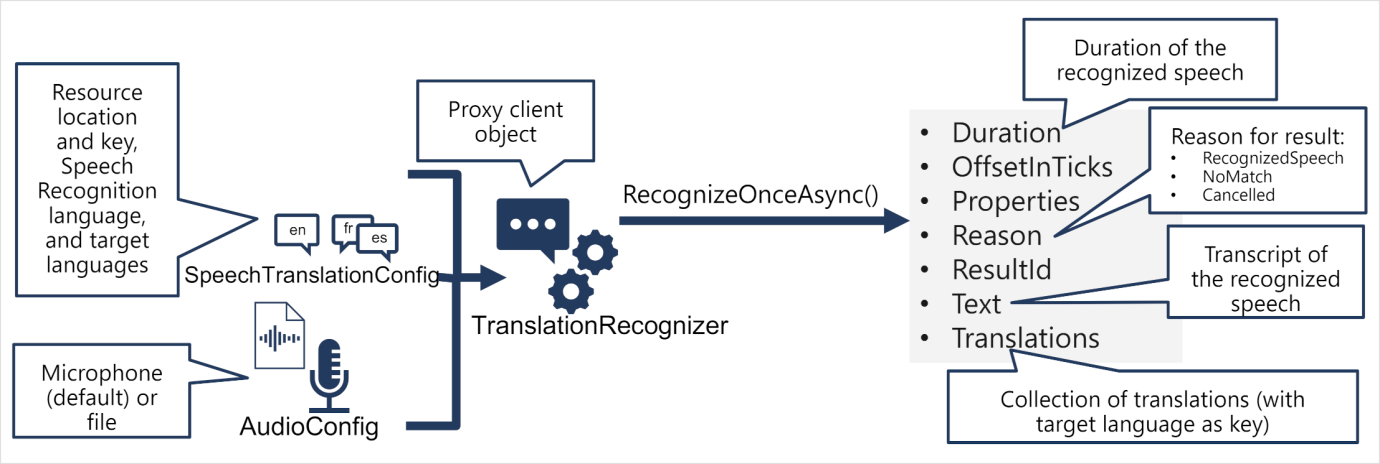 Resource
location
and key,
Speech
Recognition
language,
and target
languages
en
fr
es
SpeechTranslationConfig
Microphone
(default) or
file
AudioConfig
Proxy client
object
TranslationRecognizer
RecognizeOnceAsync()
Duration of the
recognized speech
• Duration
• OffsetInTicks
• Properties
• Reason
• ResultId
• Text
• Translations
Reason for result:
• RecognizedSpeech
• NoMatch
• Cancelled
Transcript of
the recognized
speech
Collection of translations (with
target language as key)